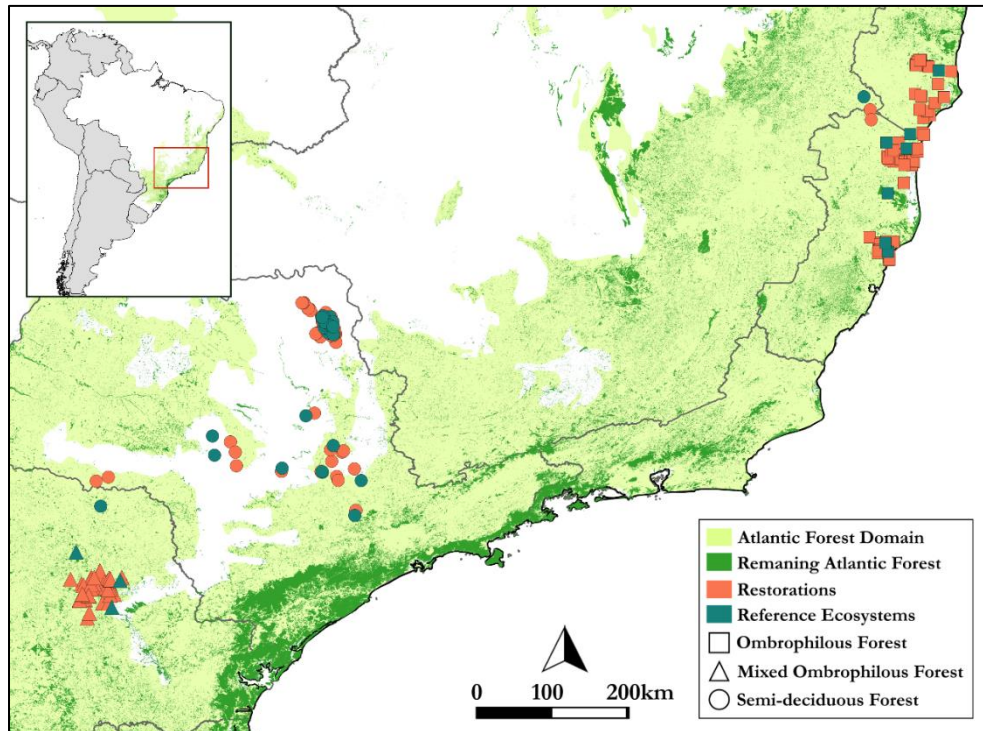 Atlantic Forest Domain
Remaning Atlantic Forest
Restorations
Reference Ecosystems
Ombrophilous Forest
Mixed Ombrophilous Forest
Semi-deciduous Forest
0 100 200km